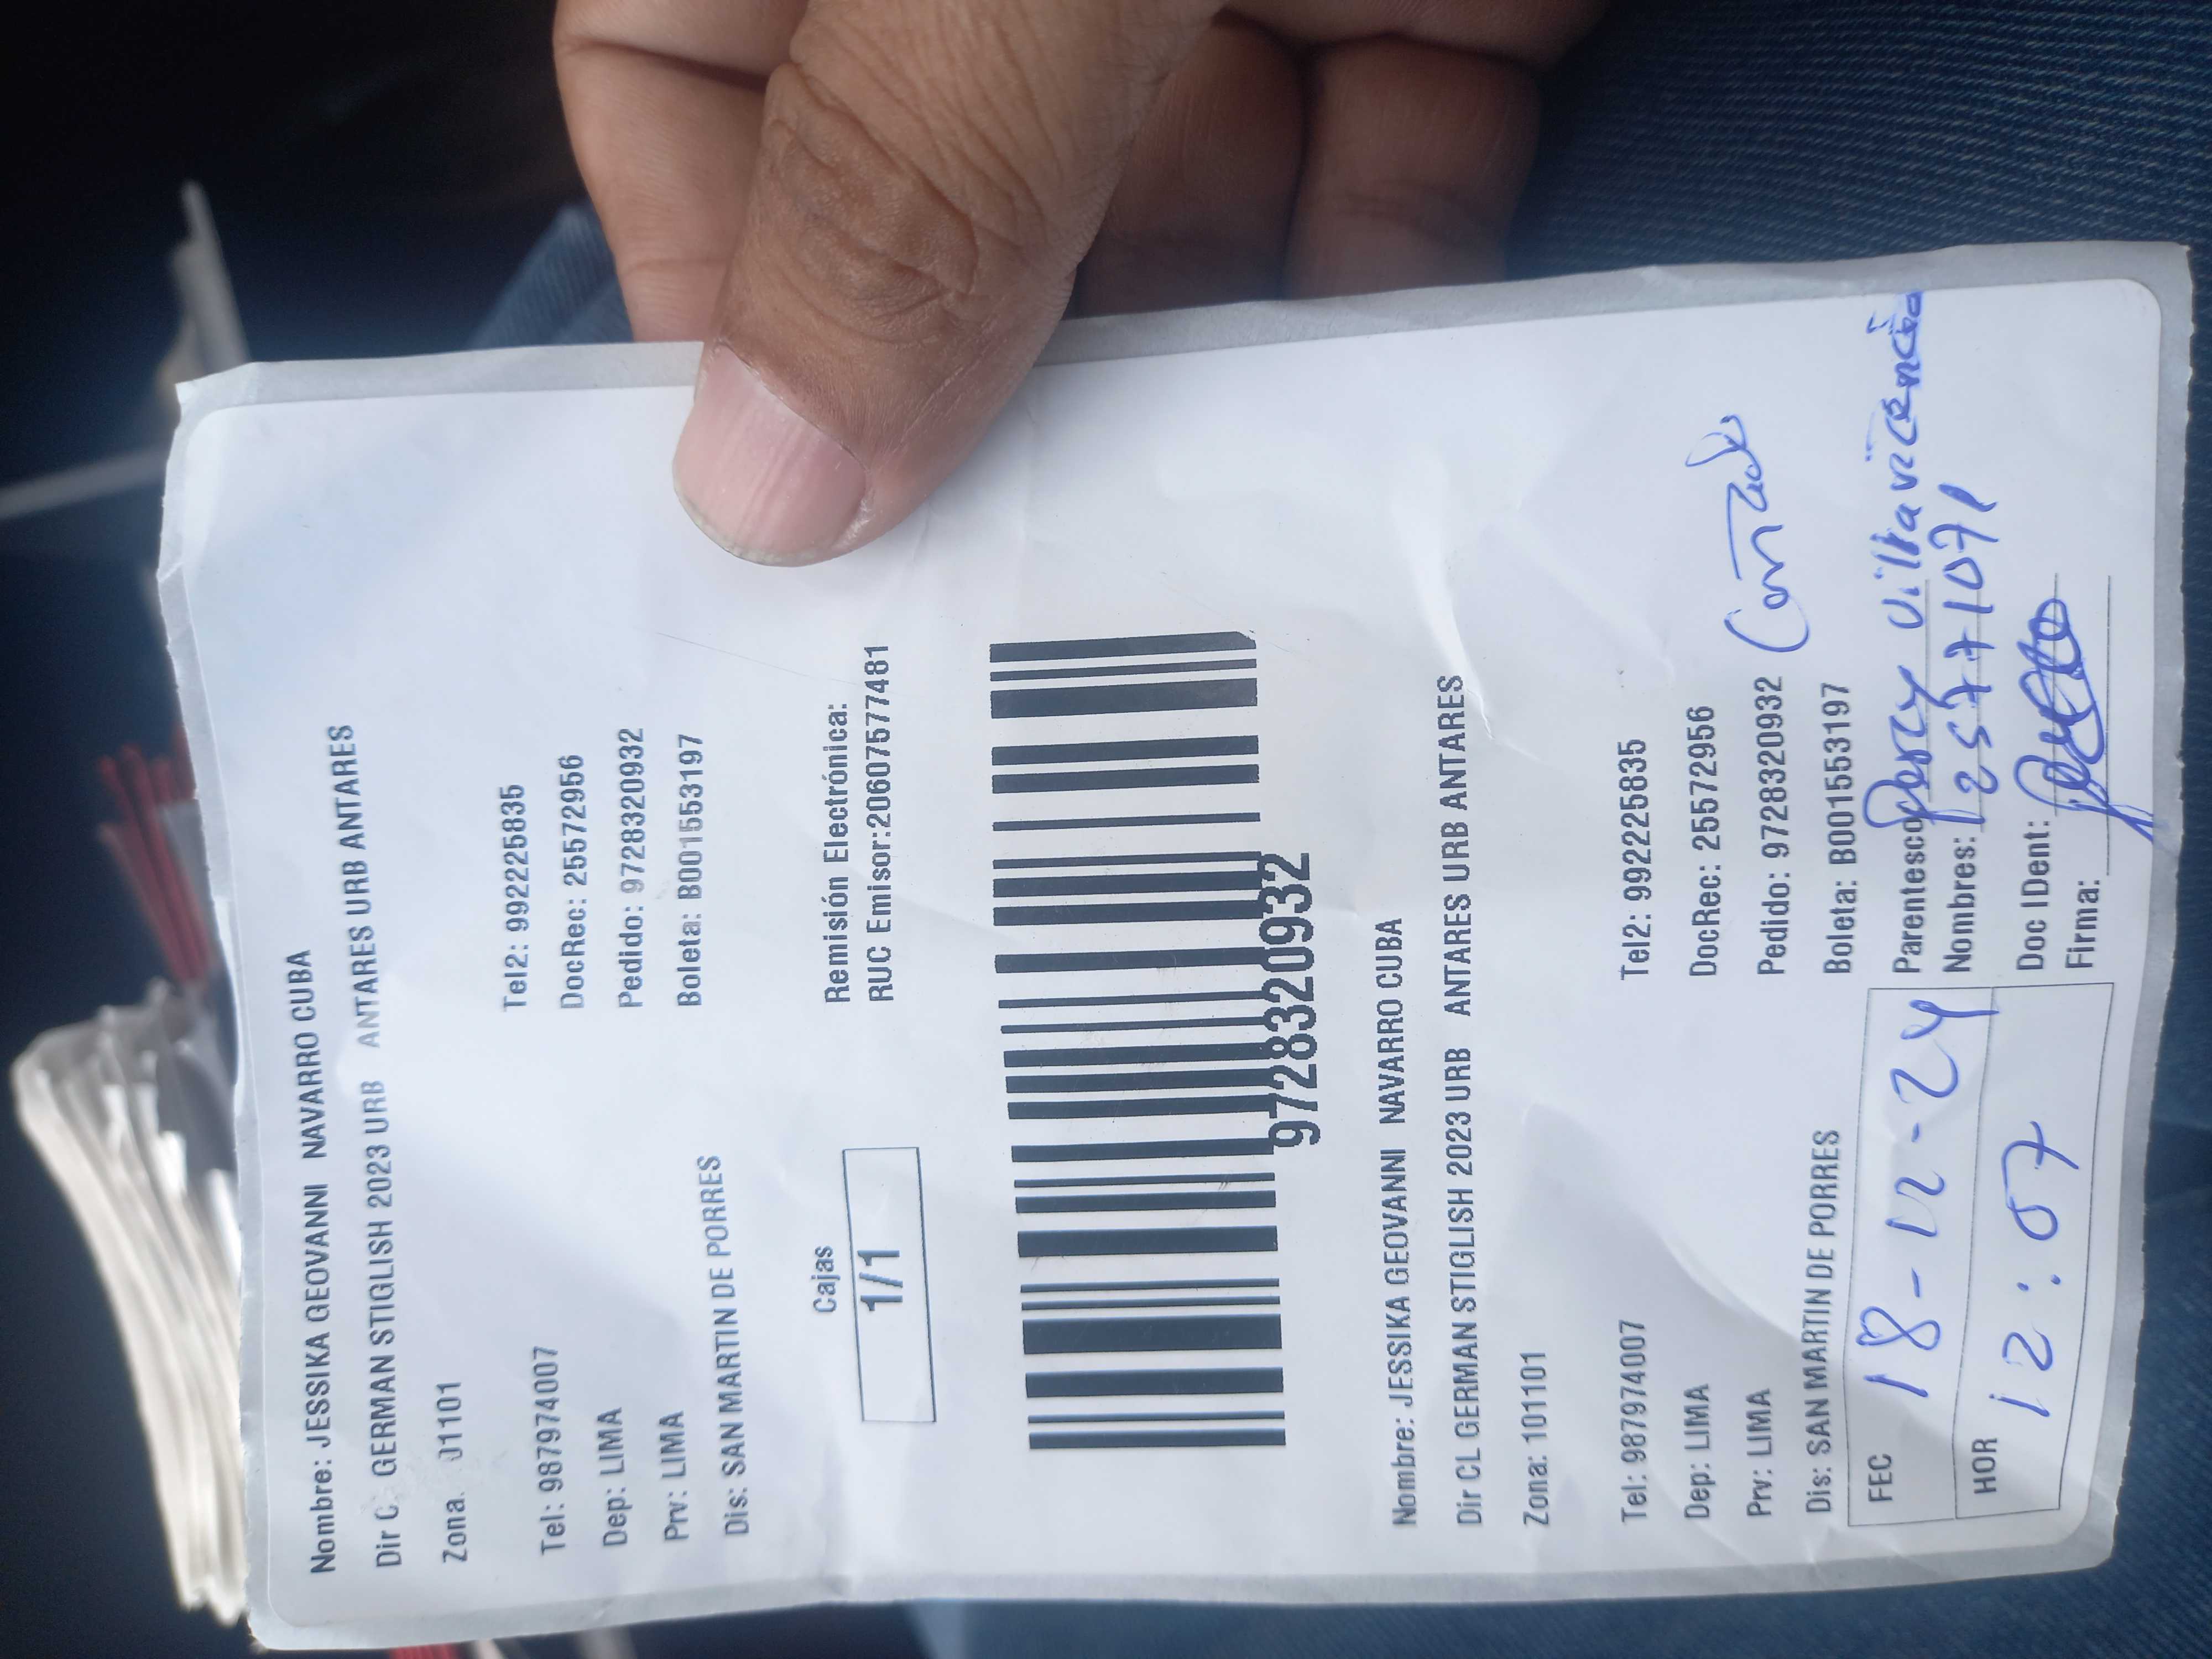 Nombre: JESSIKA GEOVANNI NAVARRO CUBA
Dir C GERMAN STIGLISH 2023 URB ANTARES URB ANTARES
Zona. 01101
Tel: 987974007 Tel2: 992225835
Dep: LIMA DocRec: 25572956
Prv: LIMA Pedido: 9728320932
Dis: SAN MARTIN DE PORRES Boleta: B001553197
Cajas
1/1
Remisión Electrónica:
RUC Emisor:20607577481
9728320932
Nombre: JESSIKA GEOVANNI NAVARRO CUBA
Dir CL GERMAN STIGLISH 2023 URB ANTARES URB ANTARES
Zona: 101101
Tel: 987974007 Tel2: 992225835
Dep: LIMA DocRec: 25572956
Prv: LIMA Pedido: 9728320932
Dis: SAN MARTIN DE PORRES Boleta: B001553197
FEC 18-12-24
HOR 12:07
Parentesco Percy Villavicencio
Nombres: 25771071
Doc IDent:
Firma: